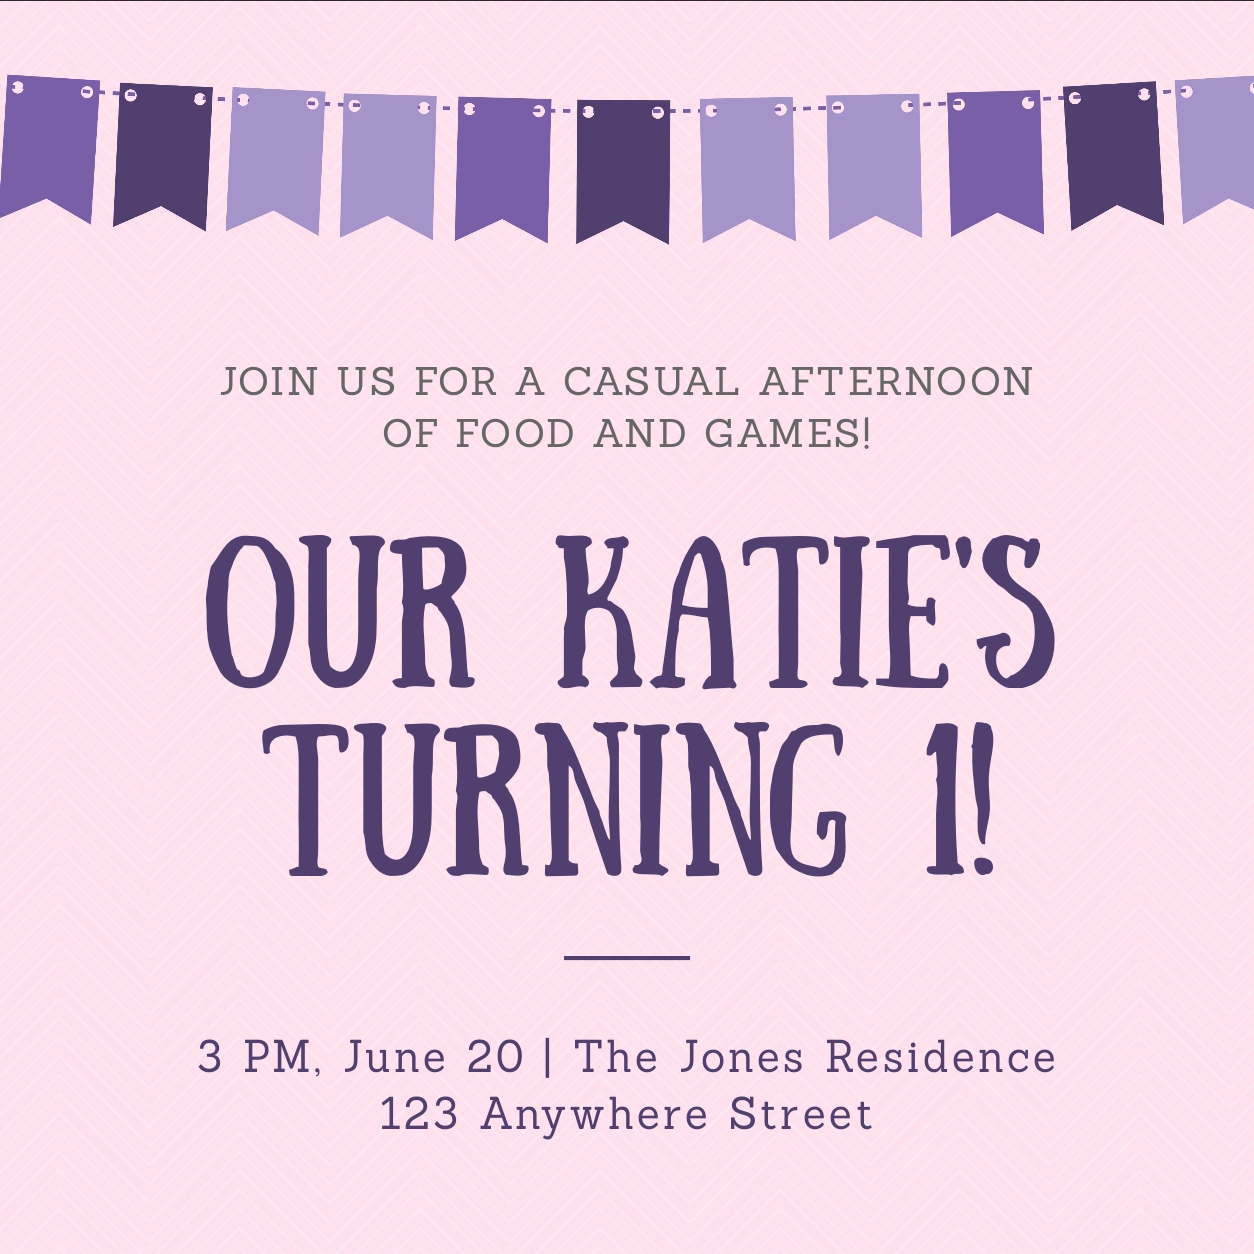 JOIN US FOR A CASUAL AFTERNOON
OF FOOD AND GAMES!
OUR KATIE'S
TURNING 1!
3 PM, June 20 | The Jones Residence
123 Anywhere Street